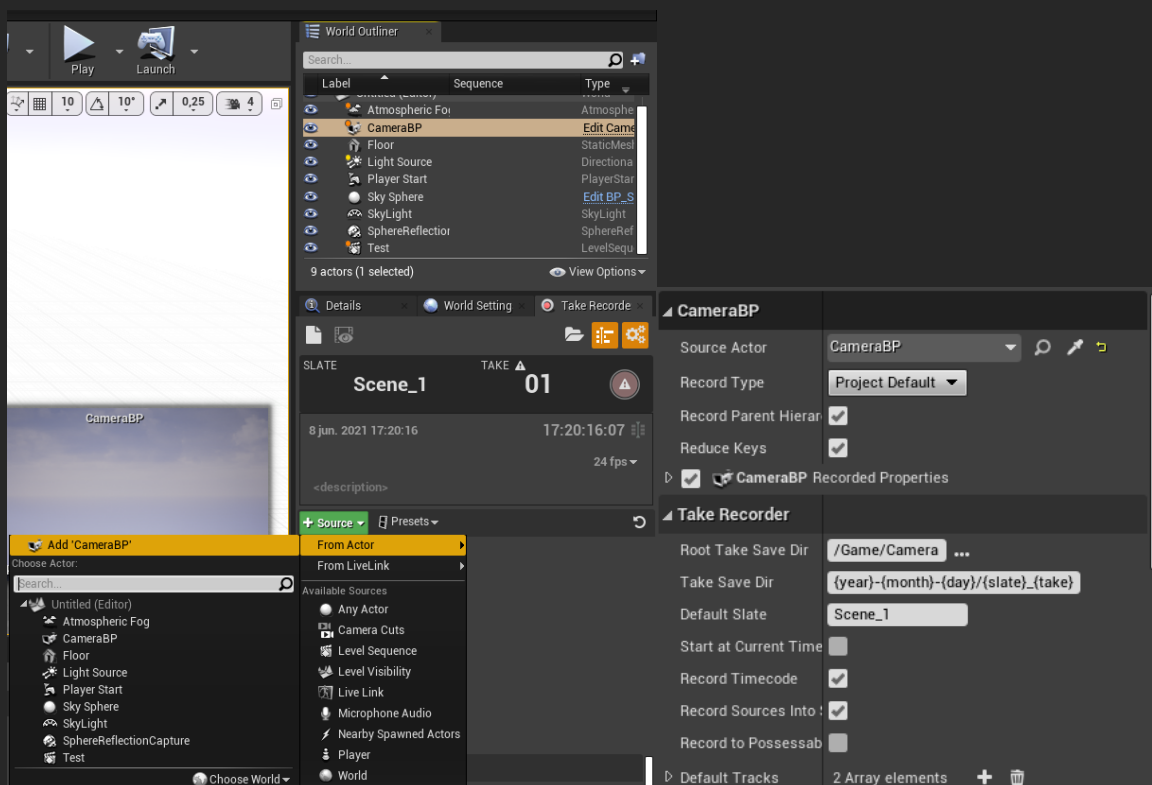 Play
Launch
10
10°
0,25
4
World Outliner
Search...
Label
Sequence
Type
Untitled (Editor)
World
Atmospheric Fog
Atmosphe
CameraBP
Edit Came
Floor
StaticMesl
Light Source
Directiona
Player Start
PlayerStar
Sky Sphere
Edit BP_S
SkyLight
SkyLight
SphereReflection
SphereRef
Test
LevelSequ
9 actors (1 selected)
View Options
Details
World Setting
Take Recorde
SLATE
TAKE
Scene_1
01
8 jun. 2021 17:20:16
17:20:16:07
24 fps
<description>
Source
Presets
CameraBP
Add 'CameraBP'
Choose Actor:
Search...
Untitled (Editor)
Atmospheric Fog
CameraBP
Floor
Light Source
Player Start
Sky Sphere
SkyLight
SphereReflectionCapture
Test
Choose World
From Actor
From LiveLink
Available Sources
Any Actor
Camera Cuts
Level Sequence
Level Visibility
Live Link
Microphone Audio
Nearby Spawned Actors
Player
World
CameraBP
Source Actor
CameraBP
Record Type
Project Default
Record Parent Hierar
Reduce Keys
CameraBP Recorded Properties
Take Recorder
Root Take Save Dir
/Game/Camera
...
Take Save Dir
{year}-{month}-{day}/{slate}_{take}
Default Slate
Scene_1
Start at Current Time
Record Timecode
Record Sources Into S
Record to Possessab
Default Tracks
2 Array elements